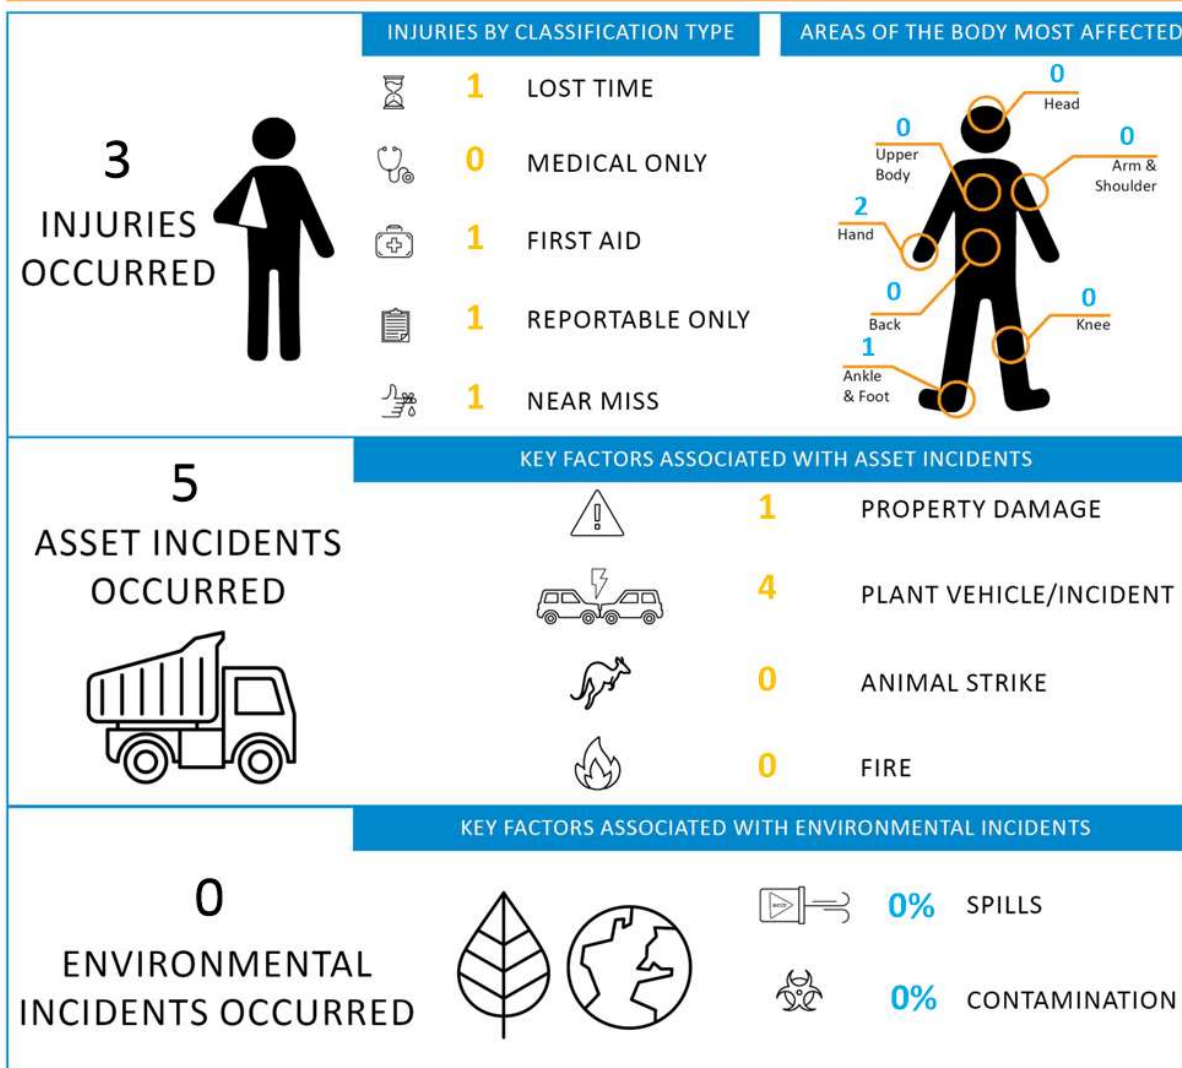 3
INJURIES
OCCURRED
INJURIES BY CLASSIFICATION TYPE
1 LOST TIME
0 MEDICAL ONLY
1 FIRST AID
1 REPORTABLE ONLY
1 NEAR MISS
AREAS OF THE BODY MOST AFFECTED
0
Head
0
Upper
Body
0
Arm &
Shoulder
2
Hand
0
Back
0
Knee
1
Ankle
& Foot
5
ASSET INCIDENTS
OCCURRED
KEY FACTORS ASSOCIATED WITH ASSET INCIDENTS
1 PROPERTY DAMAGE
4 PLANT VEHICLE/INCIDENT
0 ANIMAL STRIKE
0 FIRE
0
ENVIRONMENTAL
INCIDENTS OCCURRED
KEY FACTORS ASSOCIATED WITH ENVIRONMENTAL INCIDENTS
0% SPILLS
0% CONTAMINATION